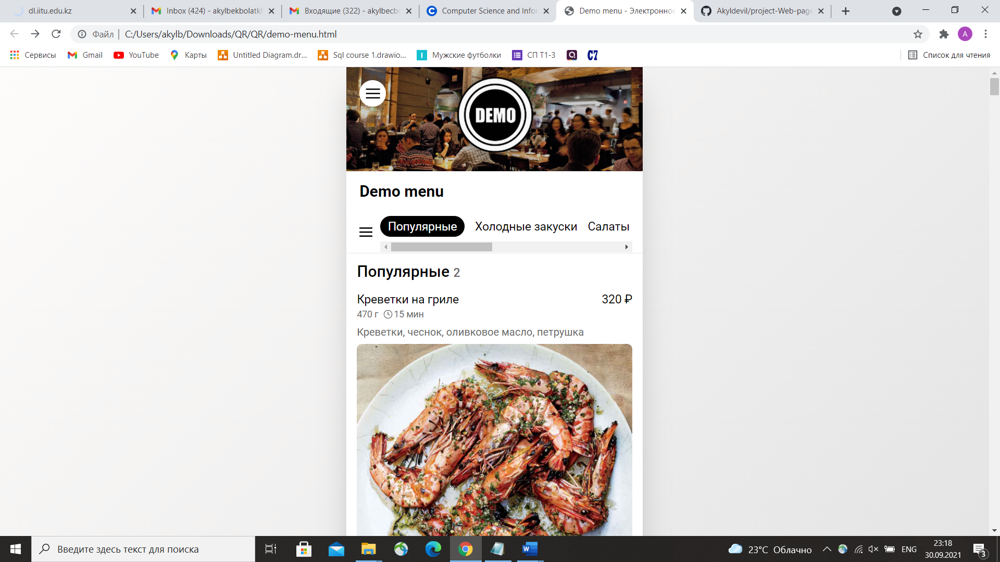 dl.iitu.edu.kz
Inbox (424) - akylbekbolatkl
Входящие (322) - akylbecbo
Computer Science and Infor
Demo menu - Электронное
Akyldevil/project-Web-page
Файл
C:/Users/akylb/Downloads/QR/QR/demo-menu.html
A
Сервисы
Gmail
YouTube
Карты
Untitled Diagram.dr...
Sql course 1.drawio...
Мужские футболки
СП Т1-3
C7
Список для чтения
DEMO
Demo menu
Популярные
Холодные закуски
Салаты
Популярные 2
Креветки на гриле
320 ₽
470 г
15 мин
Креветки, чеснок, оливковое масло, петрушка
Введите здесь текст для поиска
23°C Облачно
ENG
23:18
30.09.2021
3